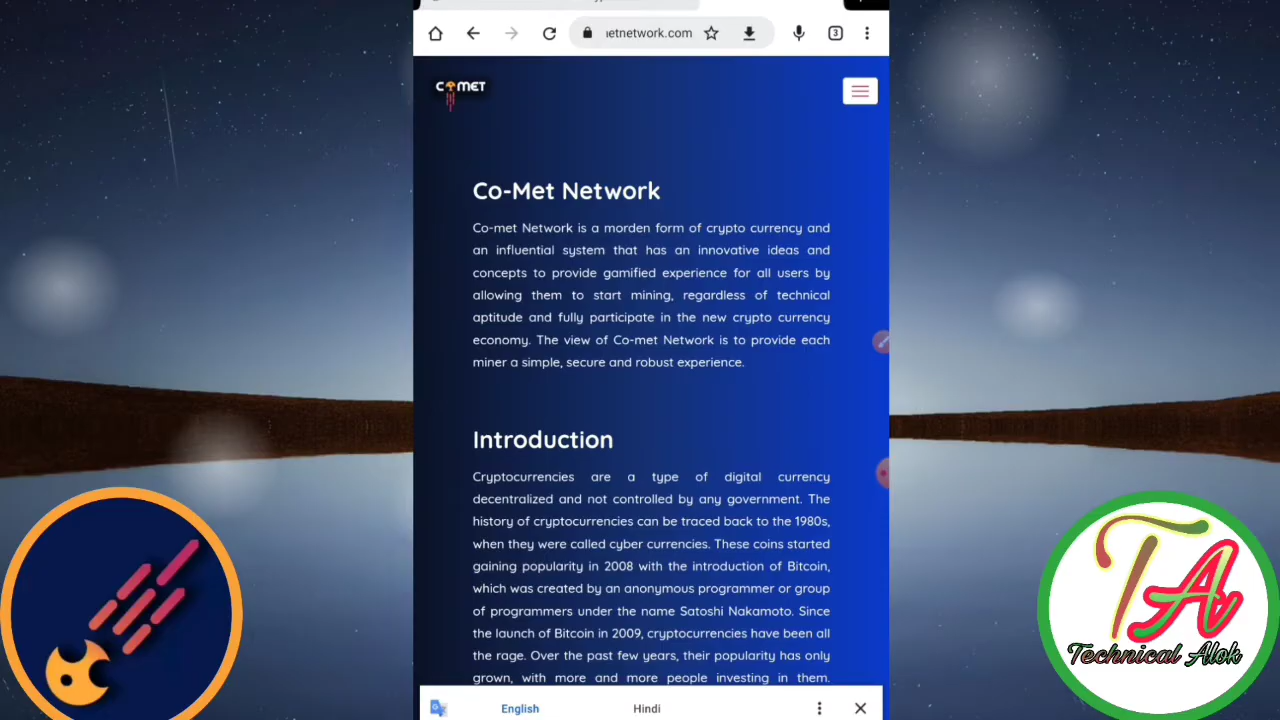 3
etnetwork.com
COMET
Co-Met Network
Co-met Network is a morden form of crypto currency and
an influential system that has an innovative ideas and
concepts to provide gamified experience for all users by
allowing them to start mining, regardless of technical
aptitude and fully participate in the new crypto currency
economy. The view of Co-met Network is to provide each
miner a simple, secure and robust experience.
Introduction
Cryptocurrencies are a type of digital currency
decentralized and not controlled by any government. The
history of cryptocurrencies can be traced back to the 1980s,
when they were called cyber currencies. These coins started
gaining popularity in 2008 with the introduction of Bitcoin,
which was created by an anonymous programmer or group
of programmers under the name Satoshi Nakamoto. Since
the launch of Bitcoin in 2009, cryptocurrencies have been all
the rage. Over the past few years, their popularity has only
grown, with more and more people investing in them.
English Hindi
TA
Technical Alok